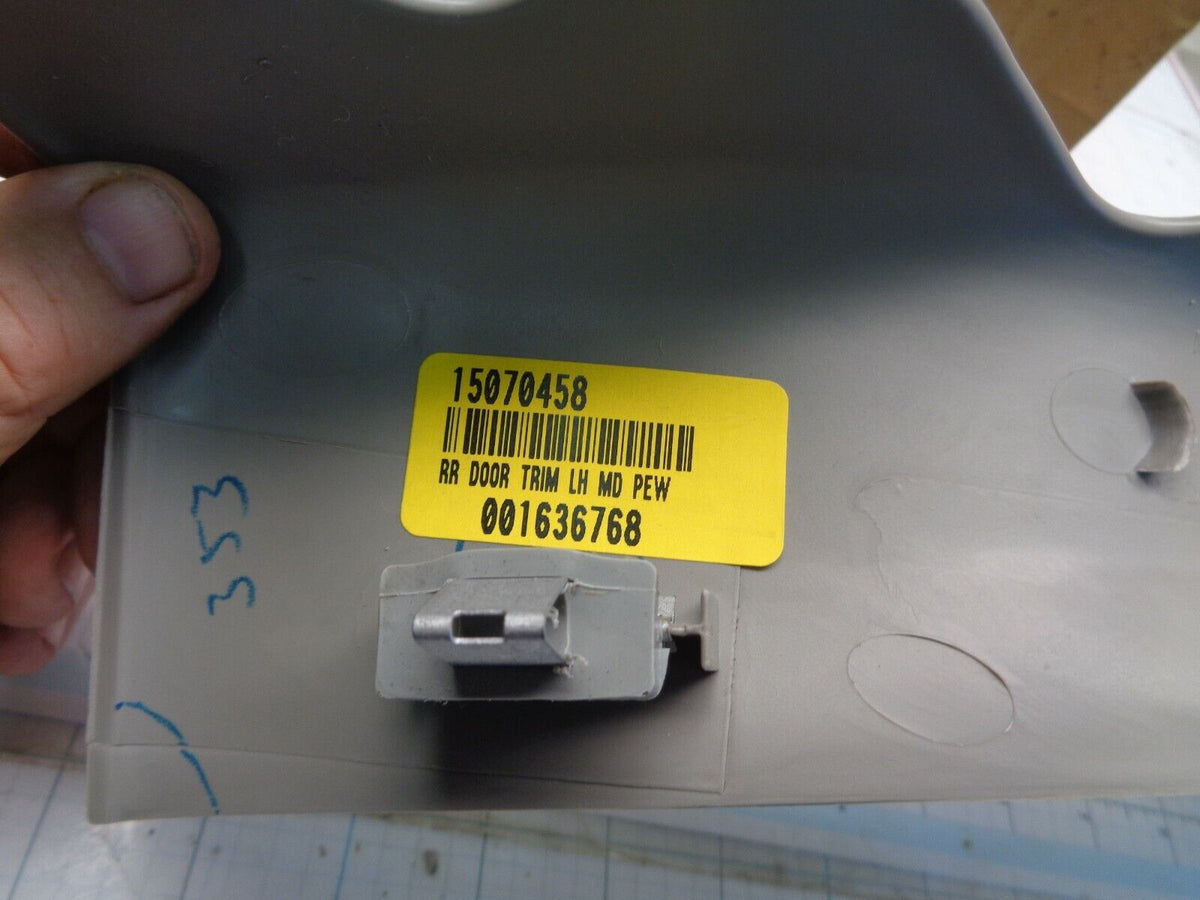 15070458
RR DOOR TRIM LH MD PEW
001636768
353